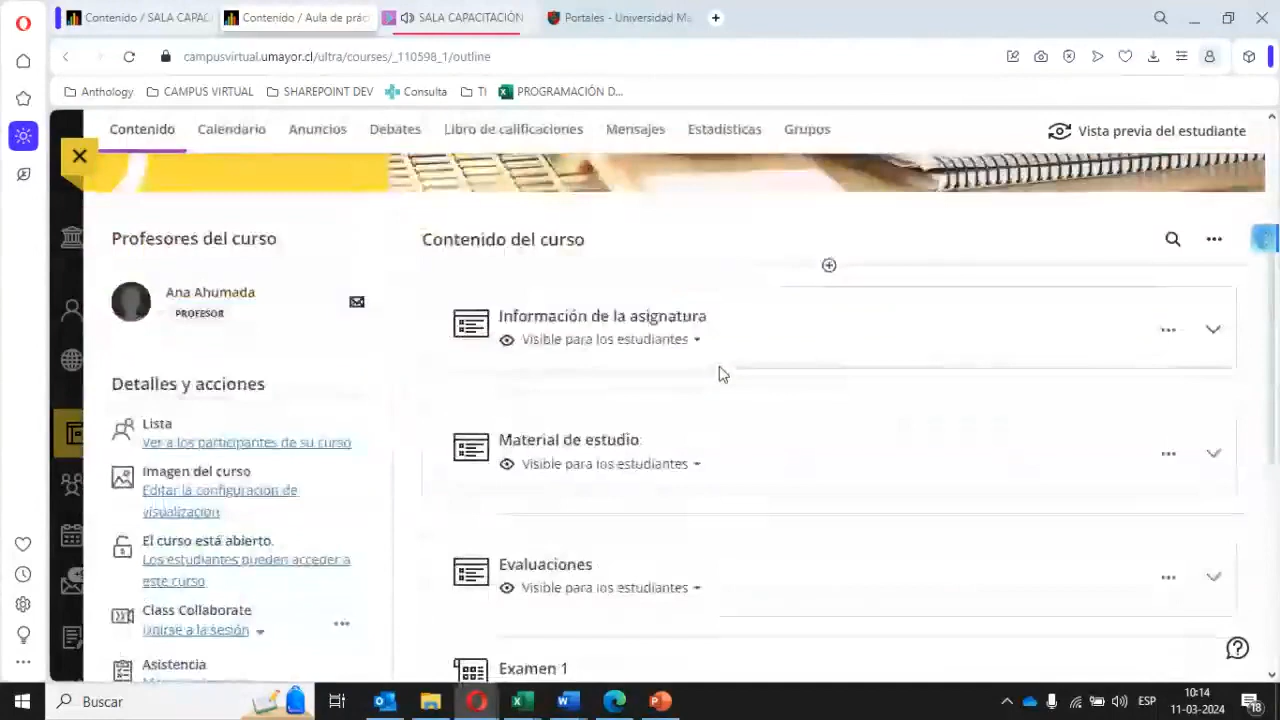 Contenido / SALA CAPAC
Contenido / Aula de prác
SALA CAPACITACIÓN
Portales - Universidad Ma
campusvirtual.umayor.cl/ultra/courses/_110598_1/outline
Anthology
CAMPUS VIRTUAL
SHAREPOINT DEV
Consulta
TI
PROGRAMACIÓN D...
Contenido
Calendario
Anuncios
Debates
Libro de calificaciones
Mensajes
Estadísticas
Grupos
Vista previa del estudiante
Profesores del curso
Ana Ahumada
PROFESOR
Detalles y acciones
Lista
Ver a los participantes de su curso
Imagen del curso
Editar la configuración de
visualización
El curso está abierto.
Los estudiantes pueden acceder a
este curso
Class Collaborate
Unirse a la sesión
Asistencia
Contenido del curso
Información de la asignatura
Visible para los estudiantes
Material de estudio
Visible para los estudiantes
Evaluaciones
Visible para los estudiantes
Examen 1
Buscar
ESP
10:14
11-03-2024
18